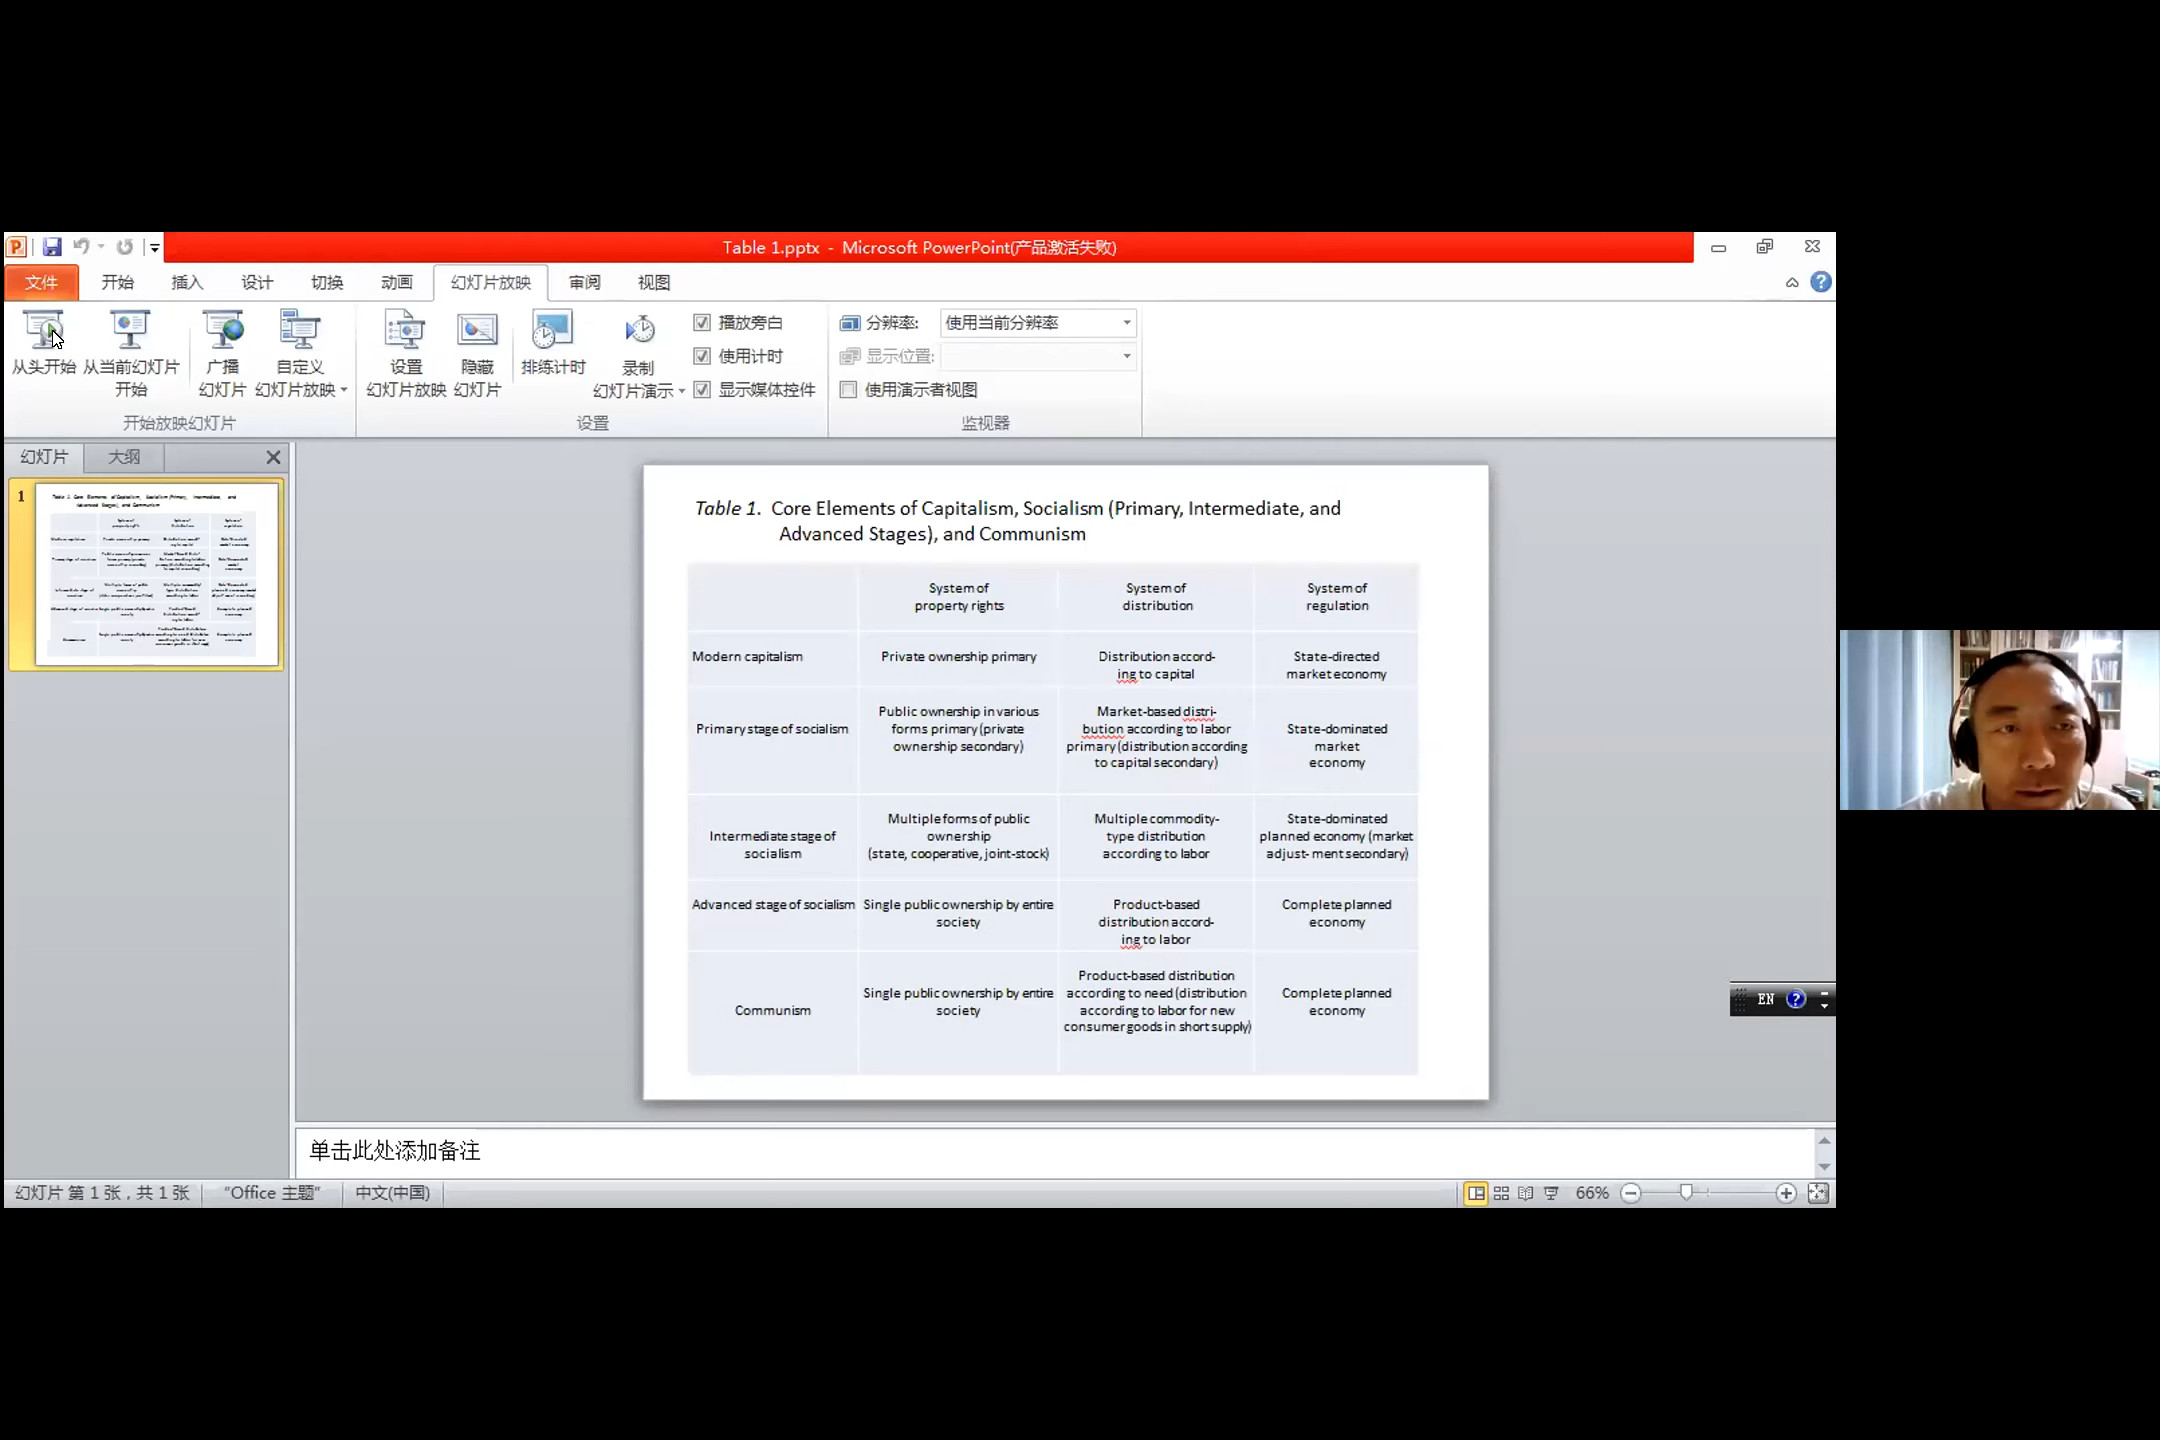 Table 1.pptx - Microsoft PowerPoint(产品激活失败)
文件 开始 插入 设计 切换 动画 幻灯片放映 审阅 视图
从头开始
从当前幻灯片
开始
广播
幻灯片
自定义
幻灯片放映
设置
幻灯片放映
隐藏
幻灯片
排练计时
录制
幻灯片演示
播放旁白
使用计时
显示媒体控件
分辨率: 使用当前分辨率
显示位置:
使用演示者视图
开始放映幻灯片 设置 监视器
幻灯片 大纲
1
Table 1. Core Elements of Capitalism, Socialism (Primary, Intermediate, and
Advanced Stages), and Communism
System of
property rights
System of
distribution
System of
regulation
Modern capitalism
Private ownership primary
Distribution accord-
ing to capital
State-directed
market economy
Primary stage of socialism
Public ownership in various
forms primary (private
ownership secondary)
Market-based distri-
bution according to labor
primary (distribution according
to capital secondary)
State-dominated
market
economy
Intermediate stage of
socialism
Multiple forms of public
ownership
(state, cooperative, joint-stock)
Multiple commodity-
type distribution
according to labor
State-dominated
planned economy (market
adjust- ment secondary)
Advanced stage of socialism
Single public ownership by entire
society
Product-based
distribution accord-
ing to labor
Complete planned
economy
Communism
Single public ownership by entire
society
Product-based distribution
according to need (distribution
according to labor for new
consumer goods in short supply)
Complete planned
economy
EN
单击此处添加备注
幻灯片 第 1 张，共 1 张 "Office 主题" 中文(中国) 66%